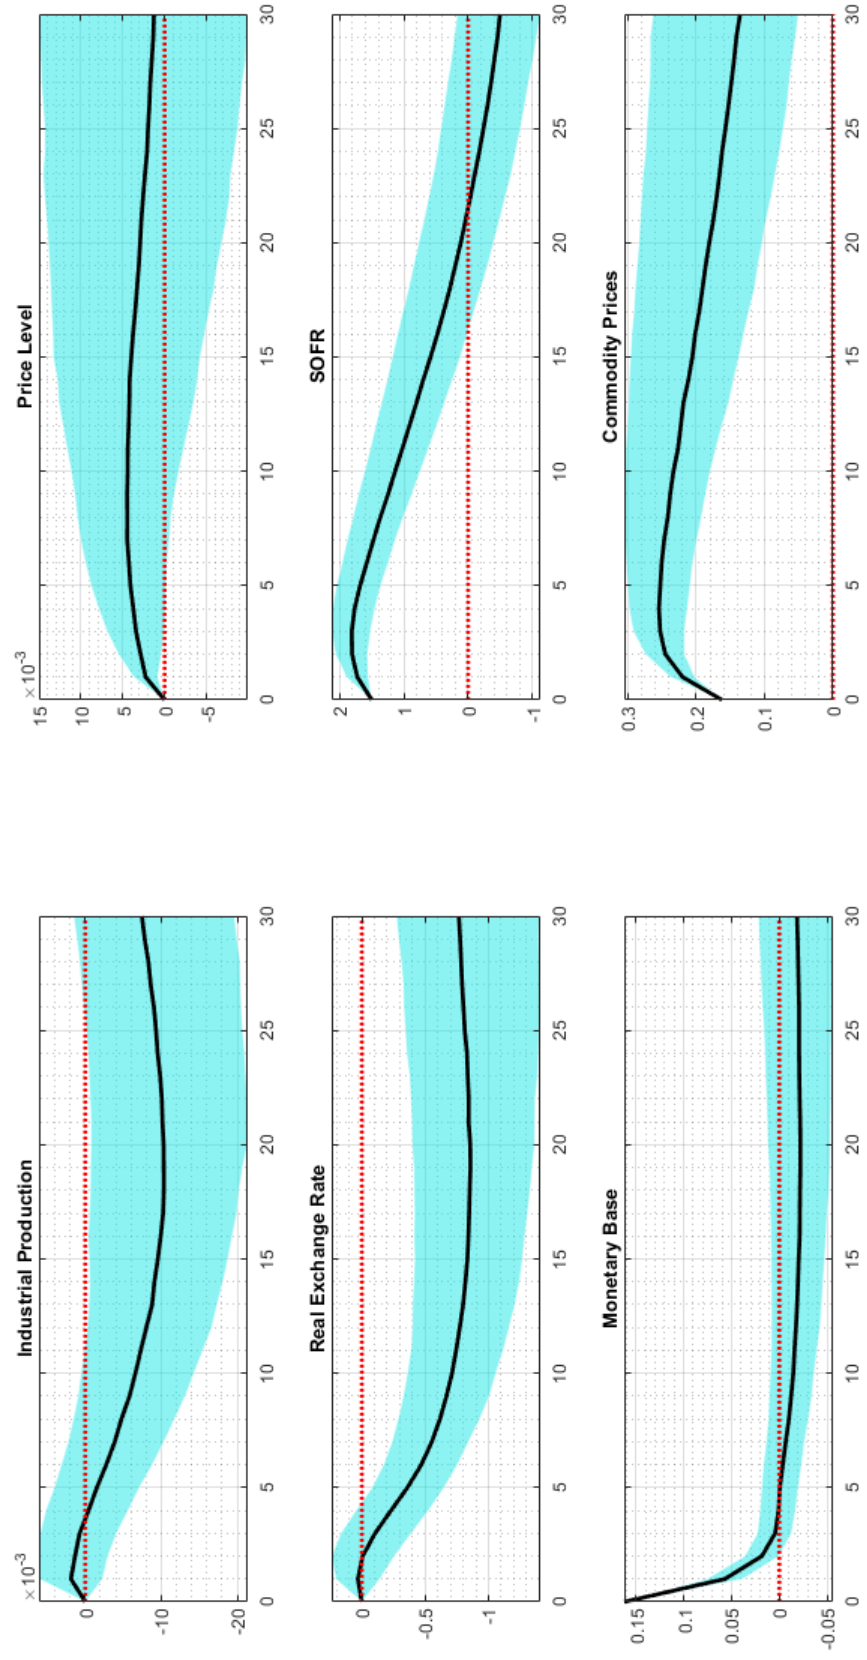 Industrial Production
×10⁻³
0
-10
-20
0 5 10 15 20 25 30
Price Level
×10⁻³
15
10
5
0
-5
0 5 10 15 20 25 30
Real Exchange Rate
0
-0.5
-1
0 5 10 15 20 25 30
SOFR
2
1
0
-1
0 5 10 15 20 25 30
Monetary Base
0.15
0.1
0.05
0
-0.05
0 5 10 15 20 25 30
Commodity Prices
0.3
0.2
0.1
0
0 5 10 15 20 25 30